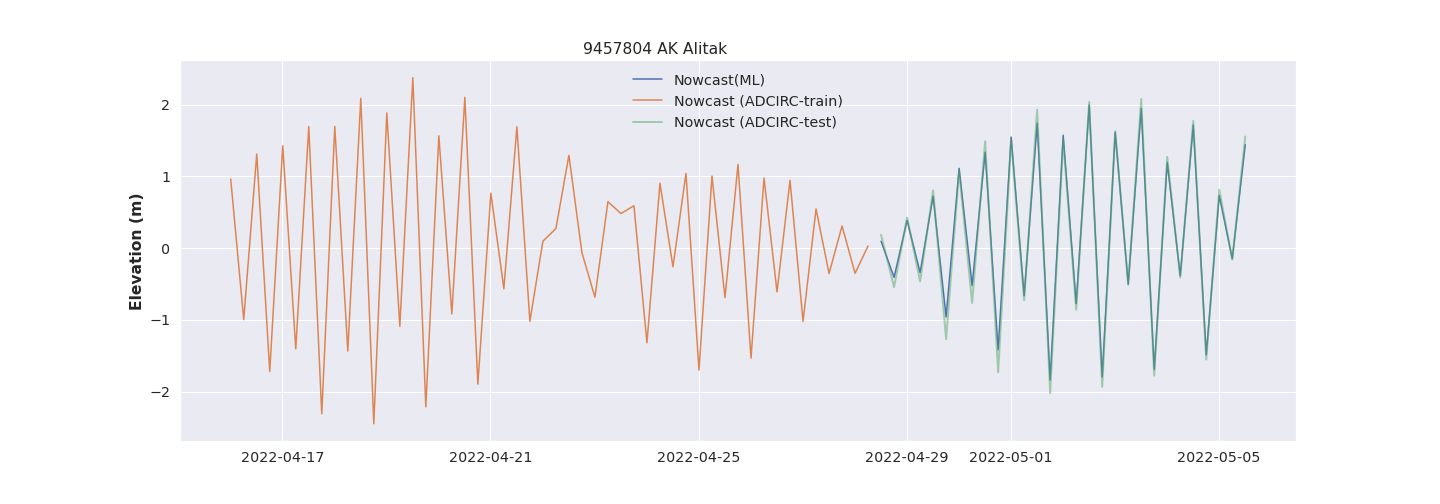 9457804 AK Alitak
Nowcast(ML)
Nowcast (ADCIRC-train)
Nowcast (ADCIRC-test)
Elevation (m)
2
1
0
−1
−2
2022-04-17
2022-04-21
2022-04-25
2022-04-29
2022-05-01
2022-05-05